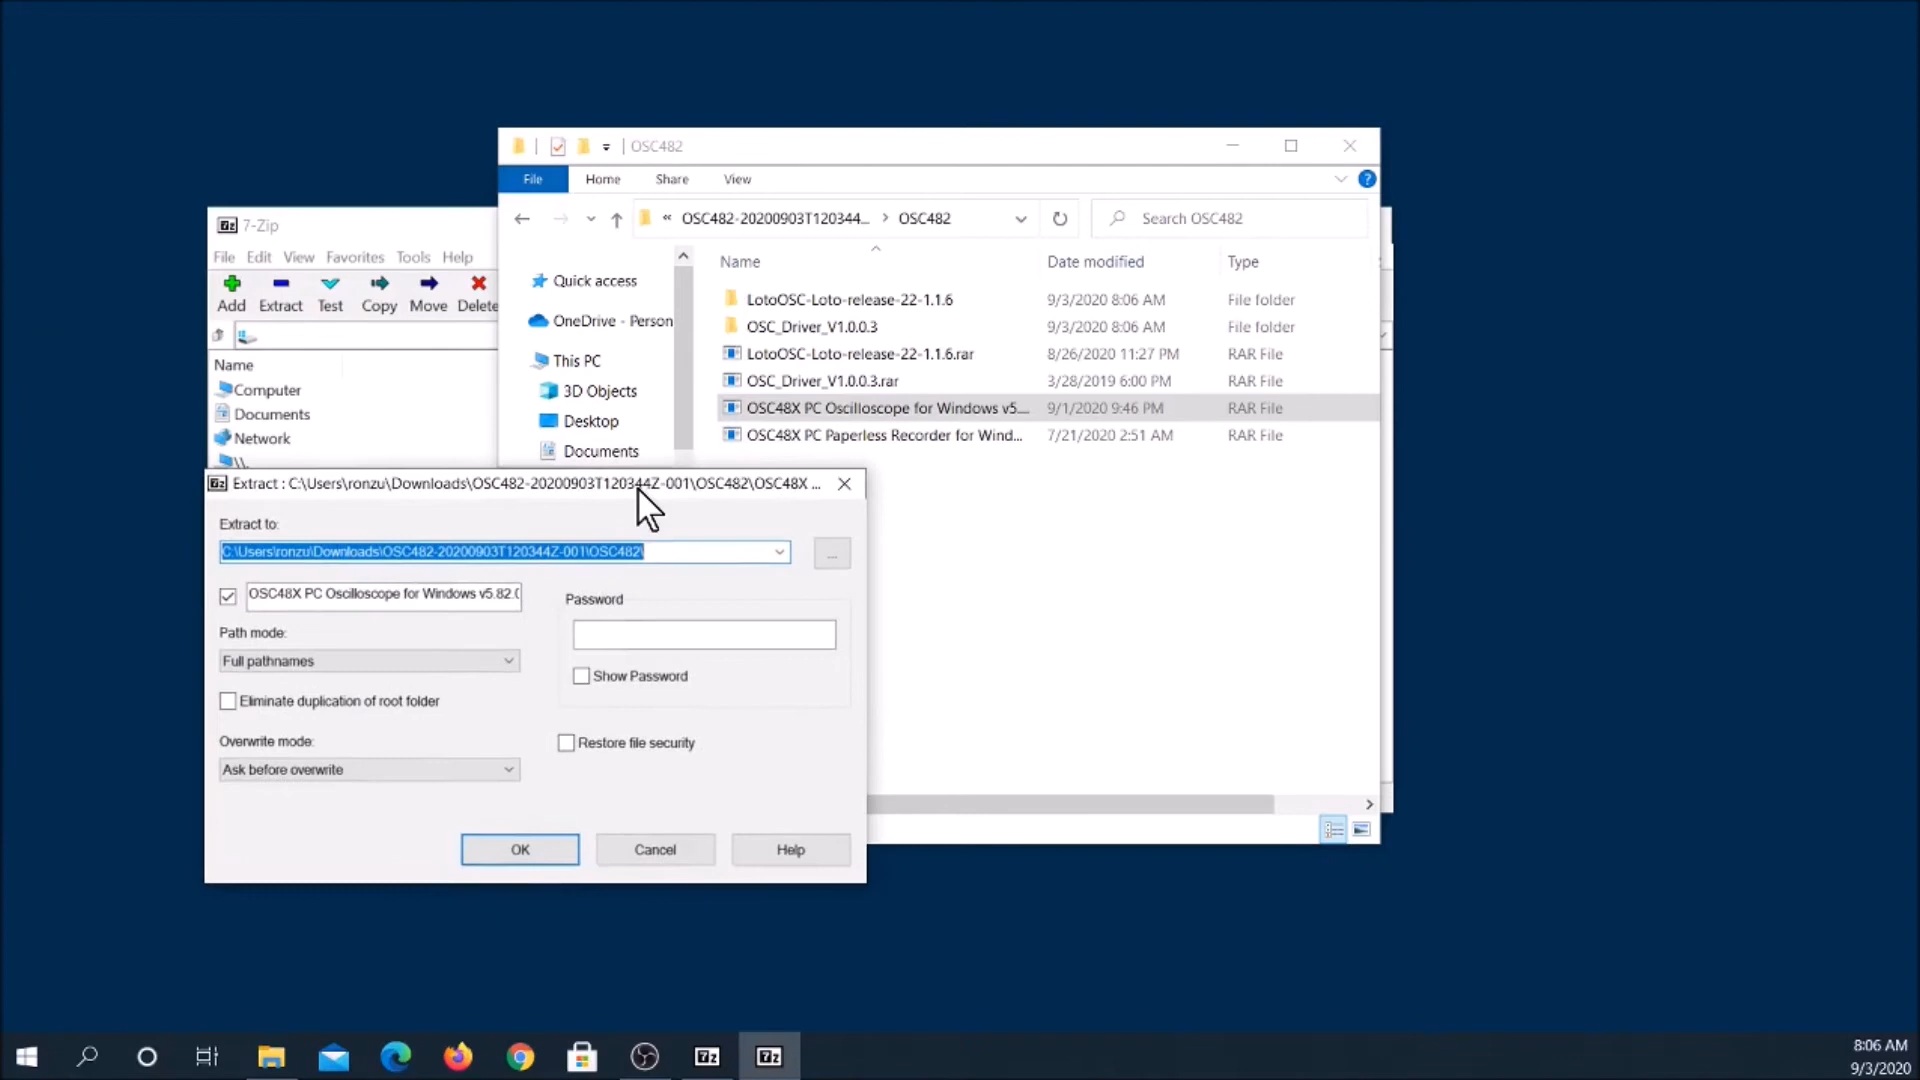 OSC482
File Home Share View
« OSC482-20200903T120344... > OSC482
Search OSC482
Name Date modified Type
Quick access
OneDrive - Person
This PC
3D Objects
Desktop
Documents
LotoOSC-Loto-release-22-1.1.6 9/3/2020 8:06 AM File folder
OSC_Driver_V1.0.0.3 9/3/2020 8:06 AM File folder
LotoOSC-Loto-release-22-1.1.6.rar 8/26/2020 11:27 PM RAR File
OSC_Driver_V1.0.0.3.rar 3/28/2019 6:00 PM RAR File
OSC48X PC Oscilloscope for Windows v5.... 9/1/2020 9:46 PM RAR File
OSC48X PC Paperless Recorder for Wind... 7/21/2020 2:51 AM RAR File
7z 7-Zip
File Edit View Favorites Tools Help
Add Extract Test Copy Move Delete
Name
Computer
Documents
Network
\\.
7z Extract : C:\Users\ronzu\Downloads\OSC482-20200903T120344Z-001\OSC482\OSC48X ...
Extract to:
C:\Users\ronzu\Downloads\OSC482-20200903T120344Z-001\OSC482\
...
OSC48X PC Oscilloscope for Windows v5.82.0
Path mode:
Full pathnames
Eliminate duplication of root folder
Overwrite mode:
Ask before overwrite
Password
Show Password
Restore file security
OK Cancel Help
7z 7z
8:06 AM
9/3/2020